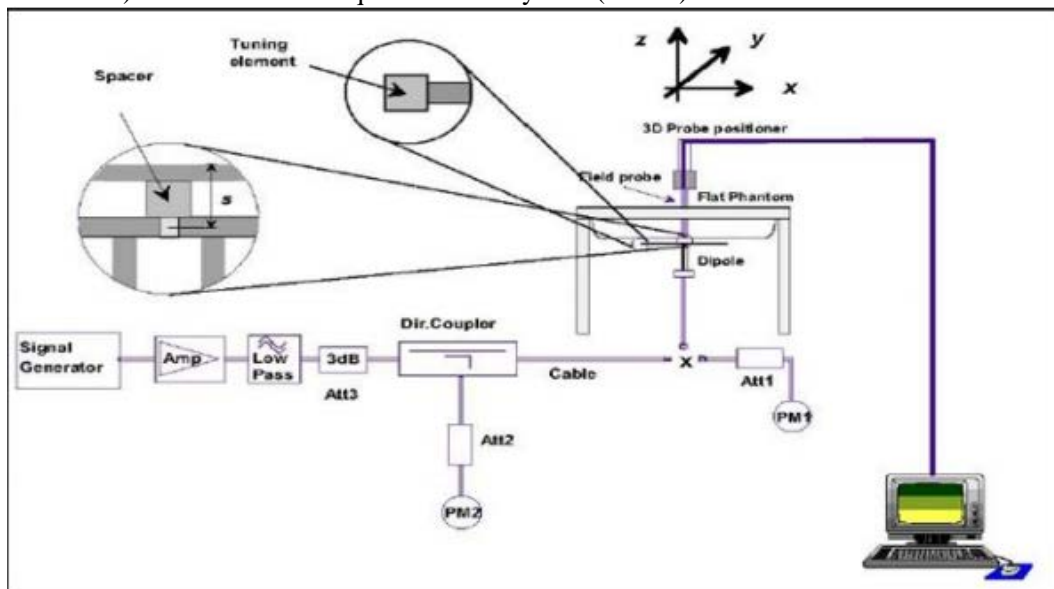 Tuning
element
Spacer
s
z
y
x
3D Probe positioner
Field probe
Flat Phantom
Dipole
Signal
Generator
Amp
Low
Pass
3dB
Att3
Dir.Coupler
Cable
x
Att1
PM1
Att2
PM2